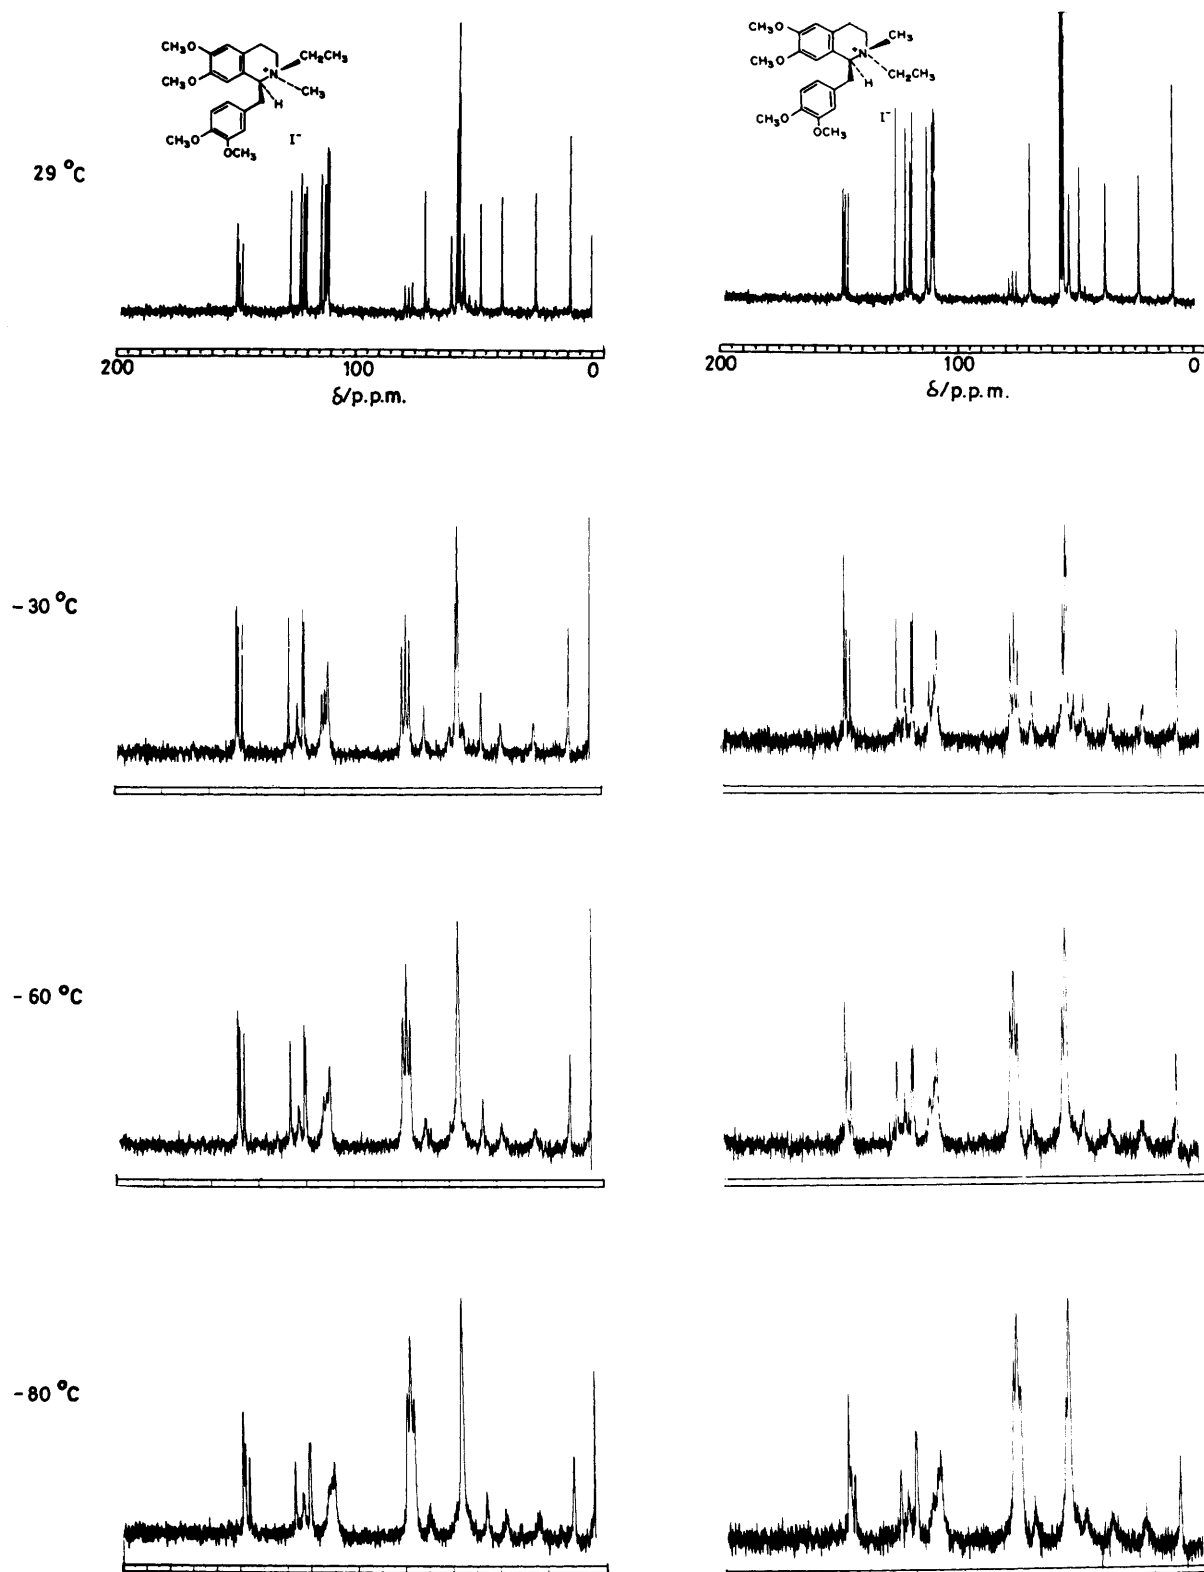 CH₃O
CH₃O
N⁺
CH₂CH₃
CH₃
H
CH₃O
OCH₃
I⁻
CH₃O
CH₃O
N⁺
CH₃
CH₂CH₃
H
CH₃O
OCH₃
I⁻
29 °C
200 100 0
δ/p.p.m.
200 100 0
δ/p.p.m.
-30 °C
-60 °C
-80 °C